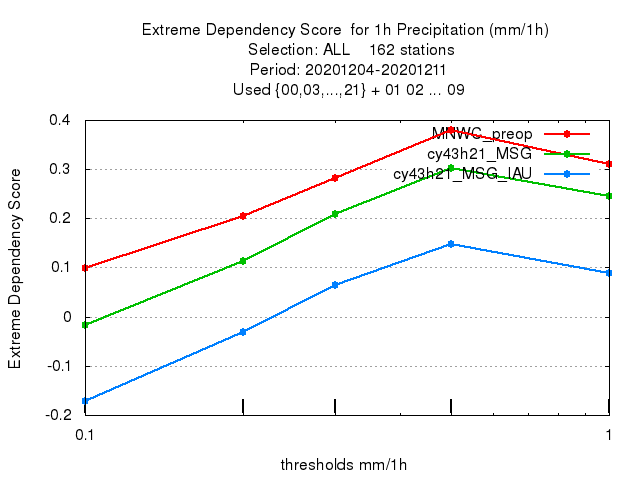 Extreme Dependency Score  for 1h Precipitation (mm/1h)
Selection: ALL    162 stations
Period: 20201204-20201211
Used {00,03,...,21} + 01 02 ... 09
0.4
0.3
0.2
0.1
0
-0.1
-0.2
Extreme Dependency Score
MNWC_preop
cy43h21_MSG
cy43h21_MSG_IAU
0.1
1
thresholds mm/1h